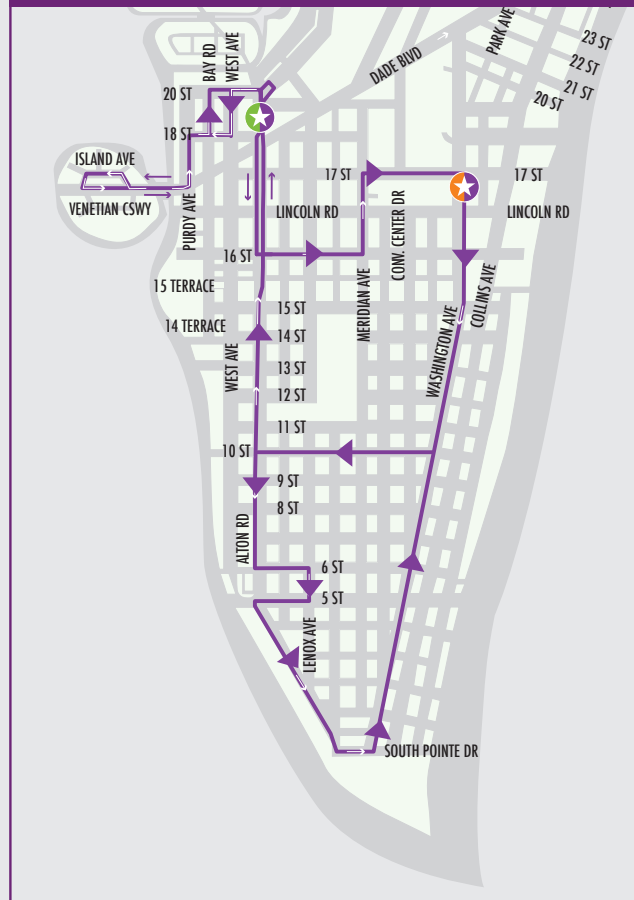 PARK AVE
23 ST
22 ST
21 ST
20 ST
BAY RD
WEST AVE
DADE BLVD
20 ST
18 ST
ISLAND AVE
VENETIAN CSWY
PURDY AVE
17 ST
17 ST
LINCOLN RD
LINCOLN RD
CONV. CENTER DR
16 ST
MERIDIAN AVE
COLLINS AVE
WASHINGTON AVE
15 TERRACE
15 ST
14 TERRACE
14 ST
WEST AVE
13 ST
12 ST
11 ST
10 ST
9 ST
8 ST
ALTON RD
6 ST
5 ST
LENOX AVE
SOUTH POINTE DR